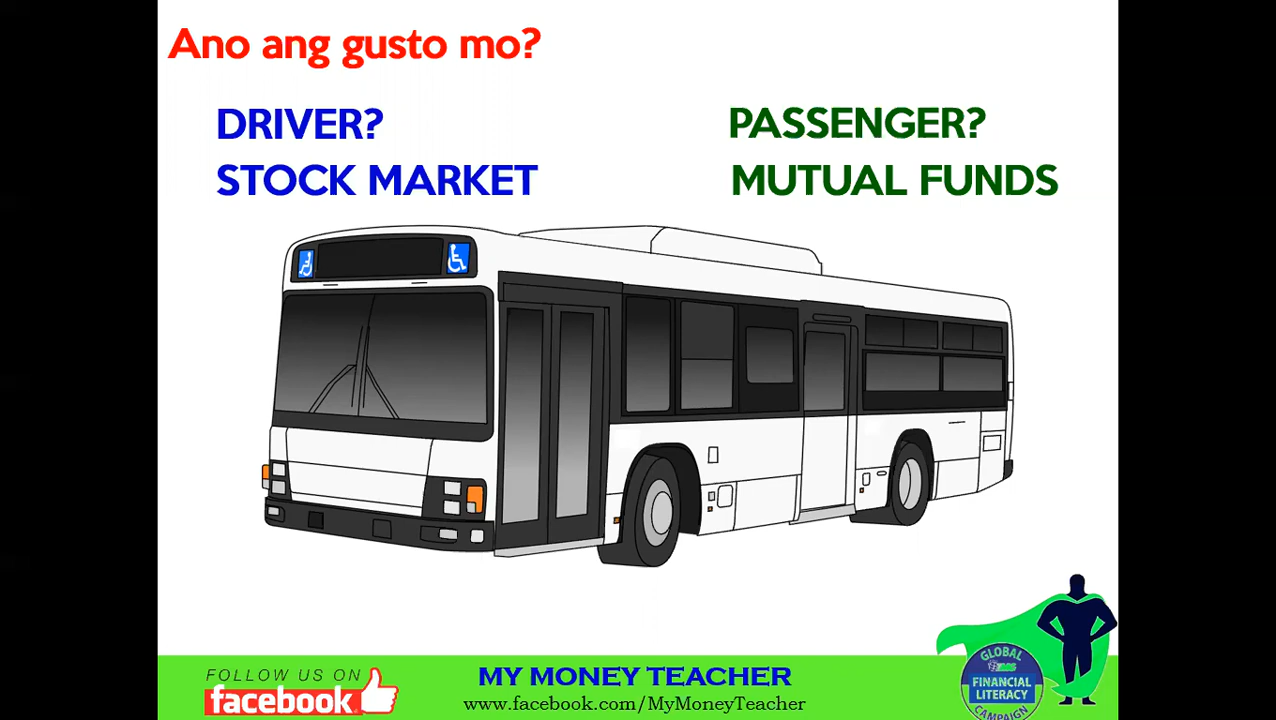 Ano ang gusto mo?
DRIVER?
STOCK MARKET
PASSENGER?
MUTUAL FUNDS
FOLLOW US ON
facebook
MY MONEY TEACHER
www.facebook.com/MyMoneyTeacher
GLOBAL
FINANCIAL
LITERACY
CAMPAIGN